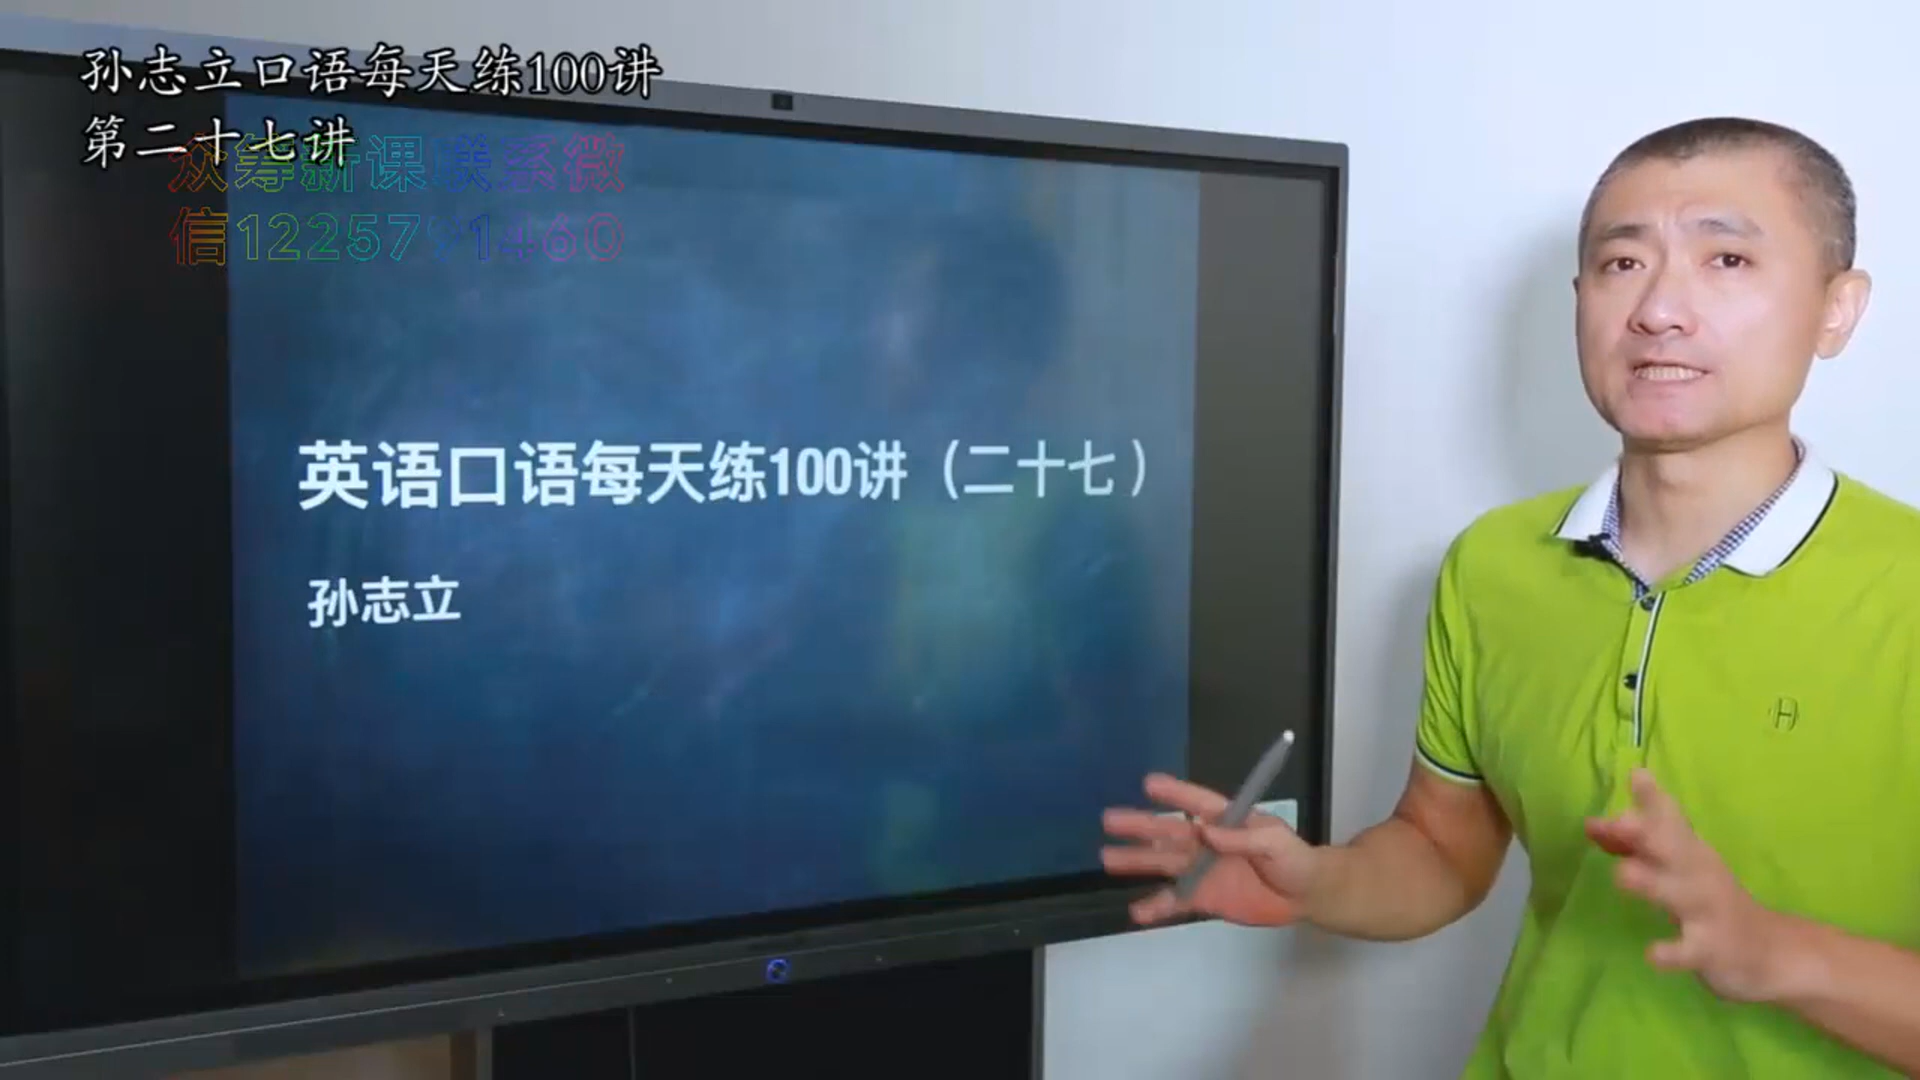 孙志立口语每天练100讲
第二十七讲
众筹新课联系微
信1225791460
英语口语每天练100讲（二十七）
孙志立
H